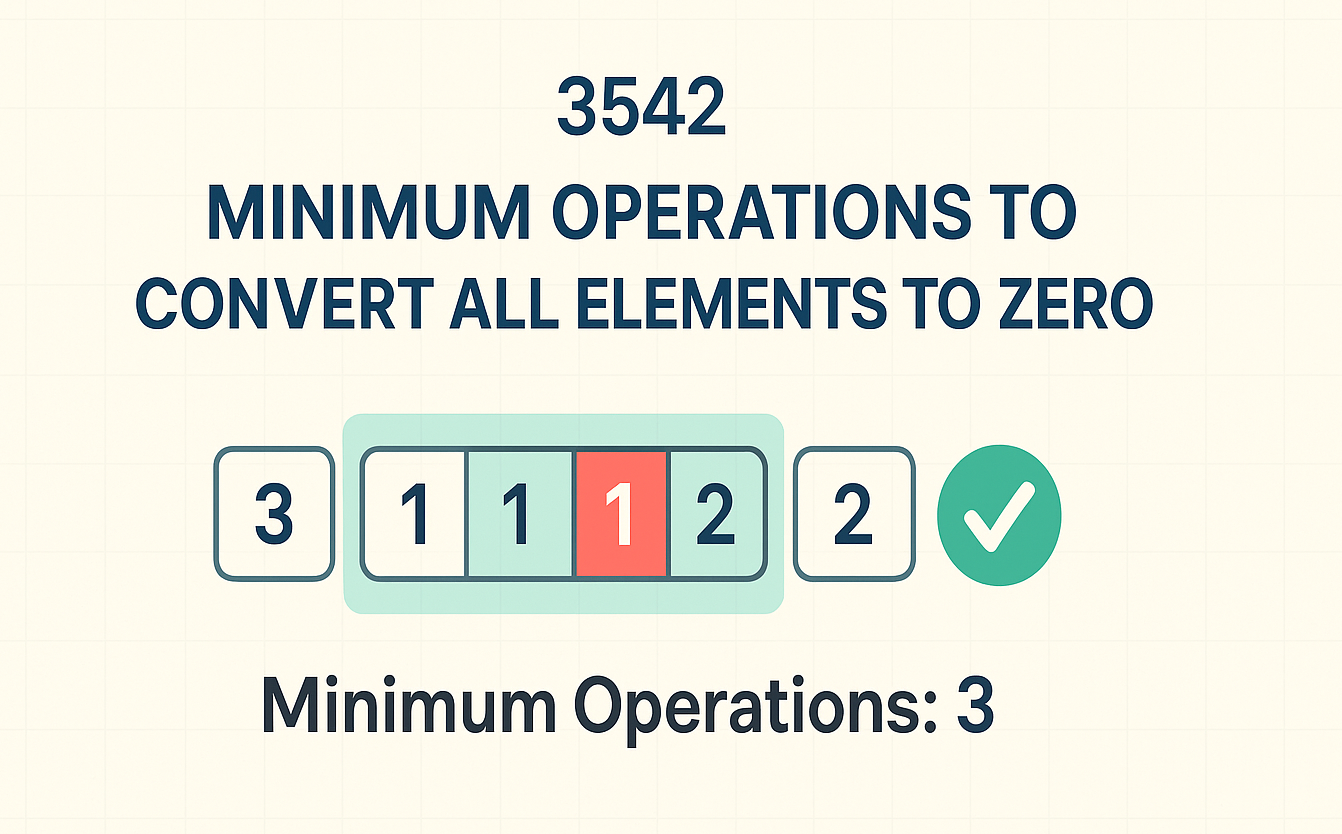 3542
MINIMUM OPERATIONS TO
CONVERT ALL ELEMENTS TO ZERO
3 1 1 1 2 2
Minimum Operations: 3